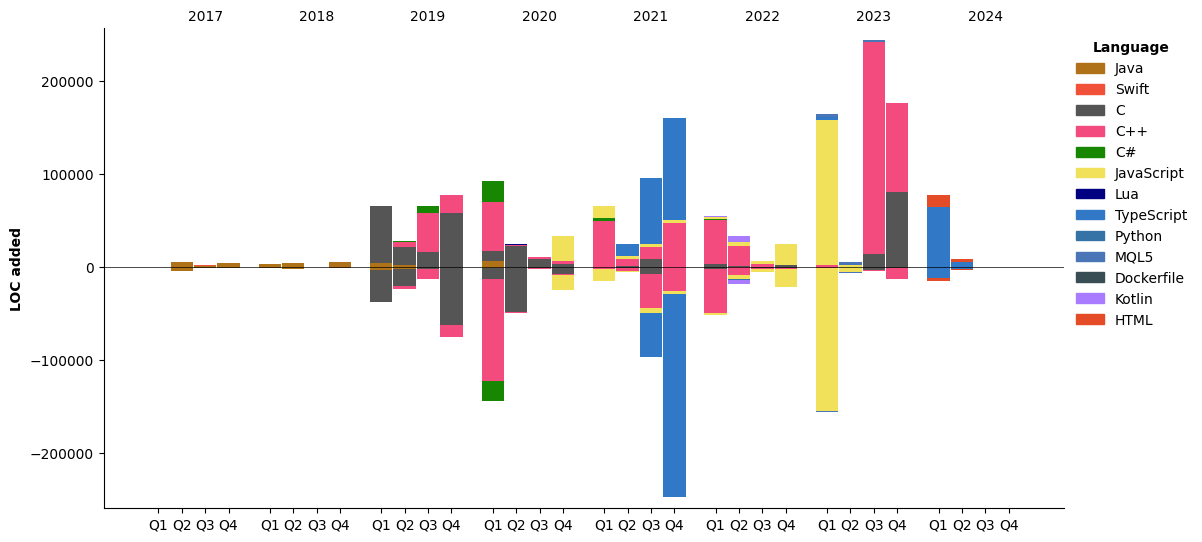 2017 2018 2019 2020 2021 2022 2023 2024
Language
Java
Swift
C
C++
C#
JavaScript
Lua
TypeScript
Python
MQL5
Dockerfile
Kotlin
HTML
LOC added
200000
100000
0
−100000
−200000
Q1 Q2 Q3 Q4 Q1 Q2 Q3 Q4 Q1 Q2 Q3 Q4 Q1 Q2 Q3 Q4 Q1 Q2 Q3 Q4 Q1 Q2 Q3 Q4 Q1 Q2 Q3 Q4 Q1 Q2 Q3 Q4